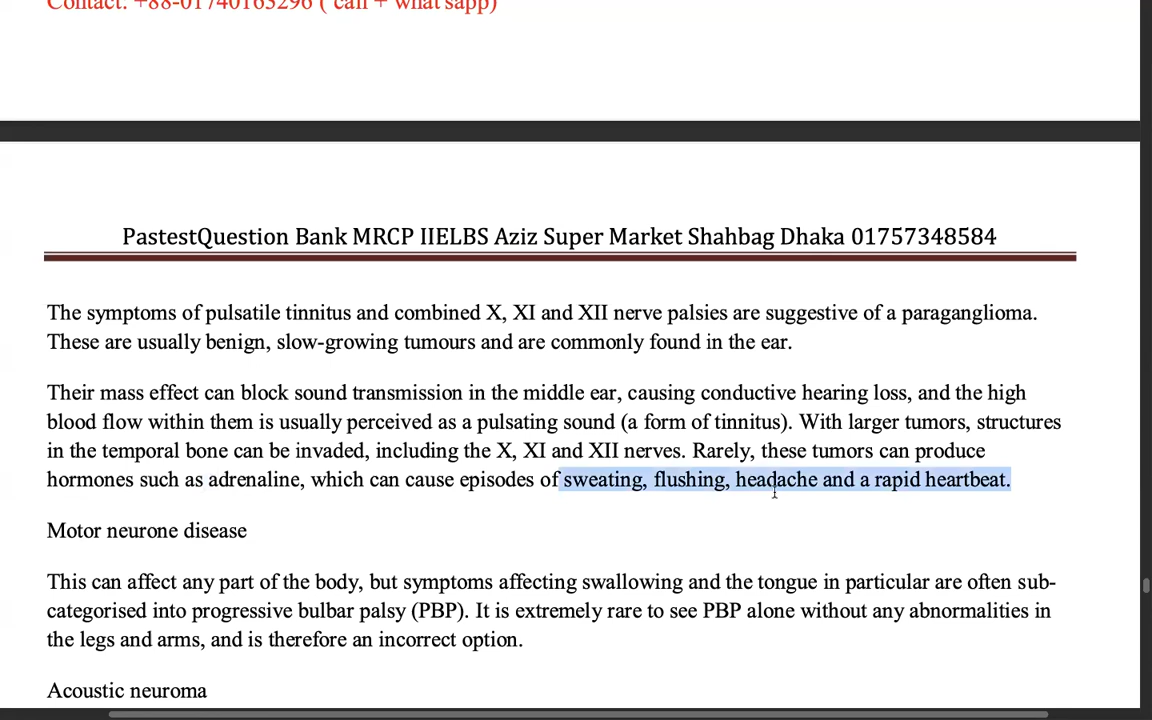 Contact: +88-01740163296 ( call + what'sapp)
PastestQuestion Bank MRCP IIELBS Aziz Super Market Shahbag Dhaka 01757348584
The symptoms of pulsatile tinnitus and combined X, XI and XII nerve palsies are suggestive of a paraganglioma.
These are usually benign, slow-growing tumours and are commonly found in the ear.
Their mass effect can block sound transmission in the middle ear, causing conductive hearing loss, and the high
blood flow within them is usually perceived as a pulsating sound (a form of tinnitus). With larger tumors, structures
in the temporal bone can be invaded, including the X, XI and XII nerves. Rarely, these tumors can produce
hormones such as adrenaline, which can cause episodes of sweating, flushing, headache and a rapid heartbeat.
Motor neurone disease
This can affect any part of the body, but symptoms affecting swallowing and the tongue in particular are often sub-
categorised into progressive bulbar palsy (PBP). It is extremely rare to see PBP alone without any abnormalities in
the legs and arms, and is therefore an incorrect option.
Acoustic neuroma